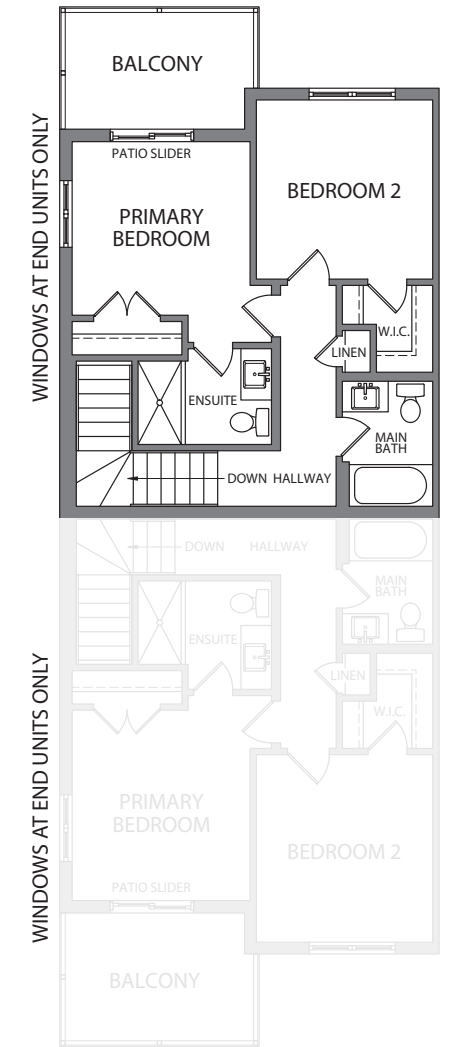 BALCONY
WINDOWS AT END UNITS ONLY
PATIO SLIDER
BEDROOM 2
PRIMARY
BEDROOM
W.I.C.
LINEN
ENSUITE
MAIN
BATH
DOWN HALLWAY
DOWN HALLWAY
MAIN
BATH
ENSUITE
LINEN
W.I.C.
WINDOWS AT END UNITS ONLY
PRIMARY
BEDROOM
BEDROOM 2
PATIO SLIDER
BALCONY